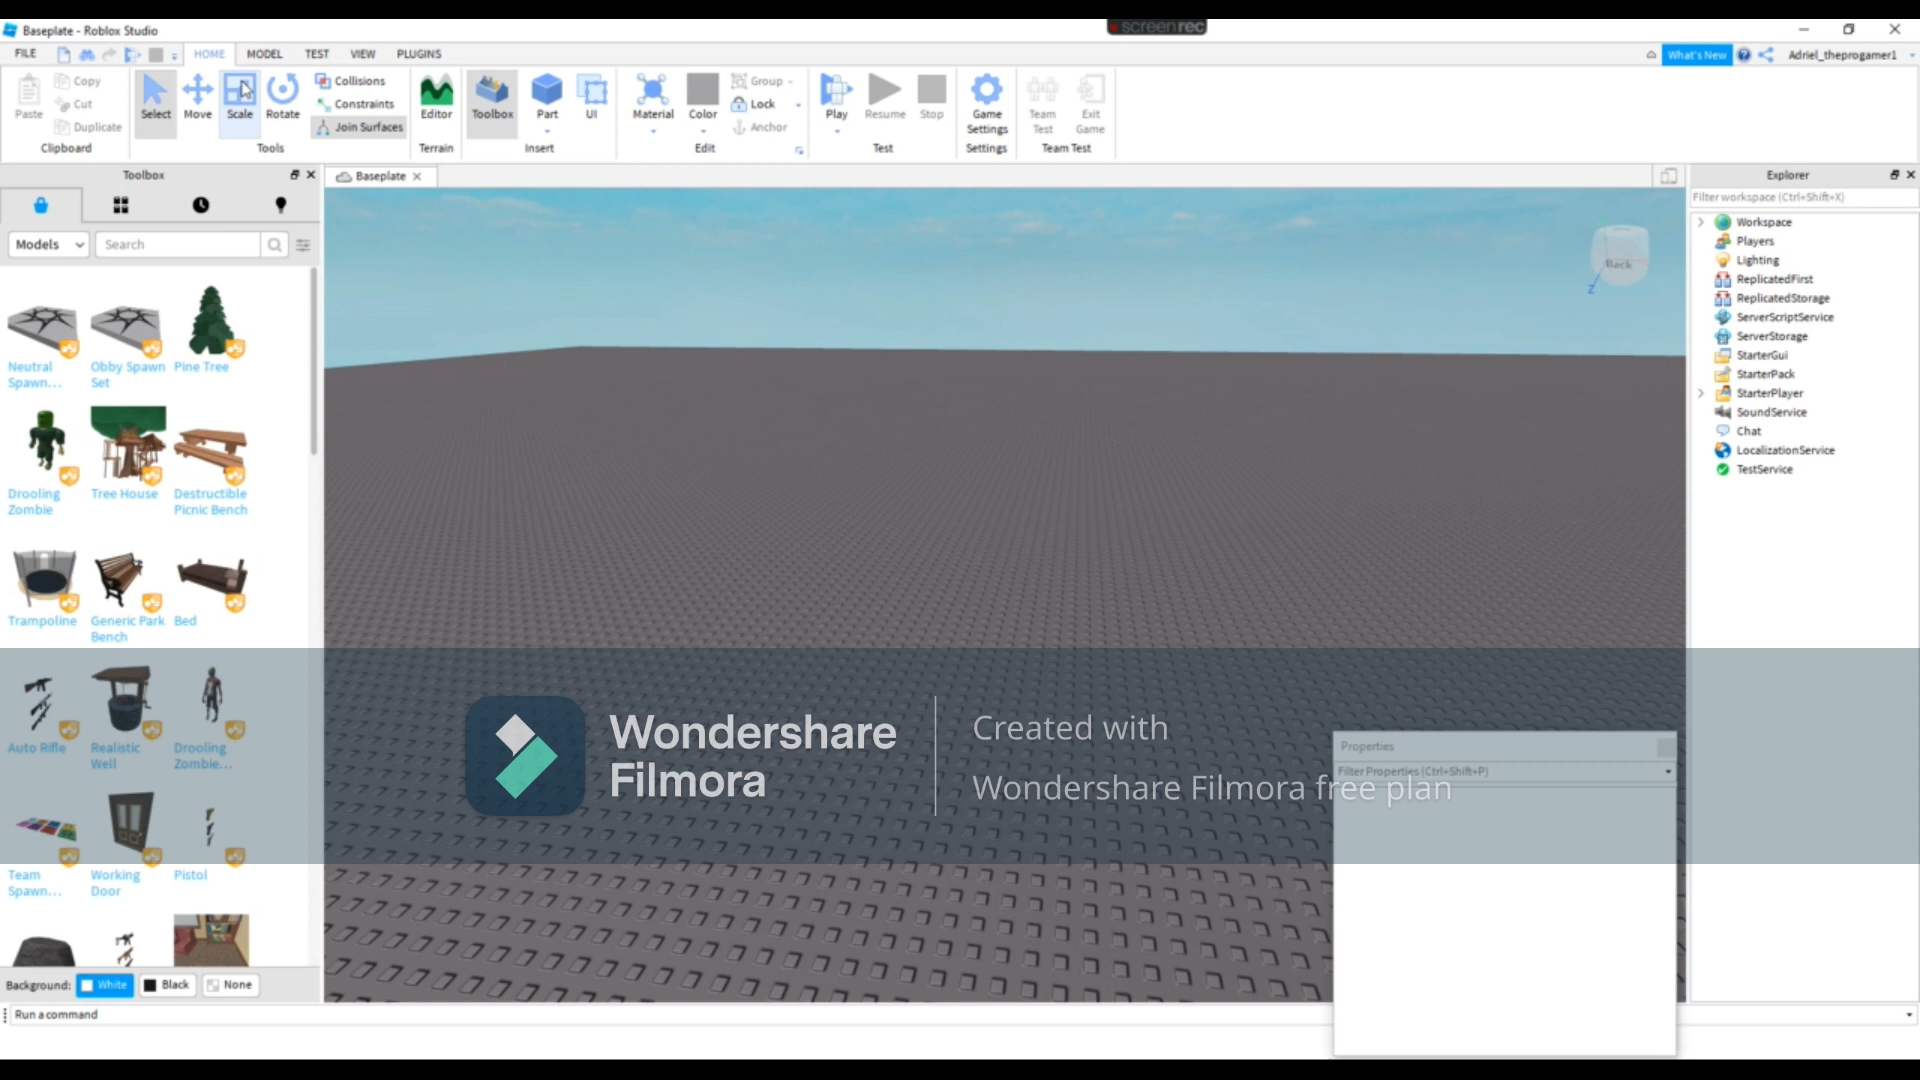 screenrec
Baseplate - Roblox Studio
FILE HOME MODEL TEST VIEW PLUGINS What's New Adriel_theprogamer1
Paste Copy Cut Duplicate Clipboard
Select Move Scale Rotate Collisions Constraints Join Surfaces Tools
Editor Terrain
Toolbox Part UI Insert
Material Color Group Lock Anchor Edit
Play Resume Stop Test
Game Settings Settings
Team Test Exit Game Team Test
Toolbox
Models Search
Neutral Spawn... Obby Spawn Set Pine Tree
Drooling Zombie Tree House Destructible Picnic Bench
Trampoline Generic Park Bench Bed
Auto Rifle Realistic Well Drooling Zombie...
Team Spawn... Working Door Pistol
Background: White Black None
Run a command
Baseplate
Back
Z
Wondershare
Filmora
Created with
Wondershare Filmora free plan
Properties
Filter Properties (Ctrl+Shift+P)
Explorer
Filter workspace (Ctrl+Shift+X)
Workspace
Players
Lighting
ReplicatedFirst
ReplicatedStorage
ServerScriptService
ServerStorage
StarterGui
StarterPack
StarterPlayer
SoundService
Chat
LocalizationService
TestService